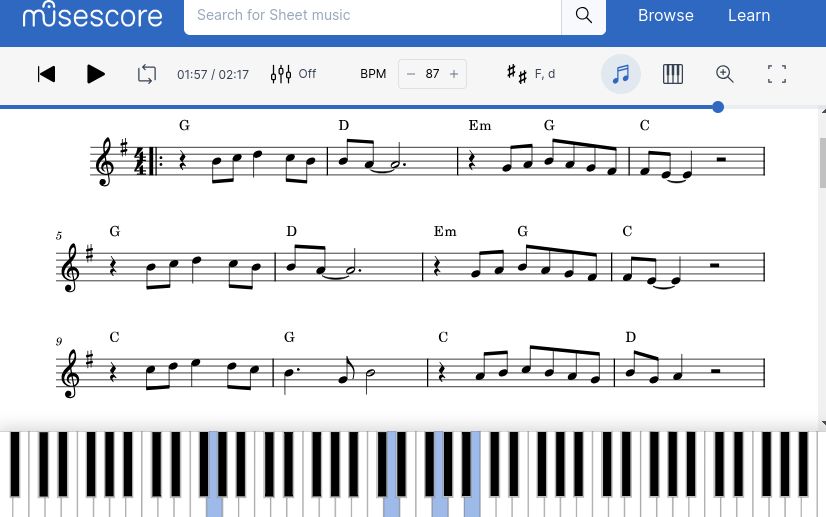 musescore
Search for Sheet music
Browse Learn
01:57 / 02:17 Off BPM − 87 + F, d
G D Em G C
4
4
5
G D Em G C
9
C G C D